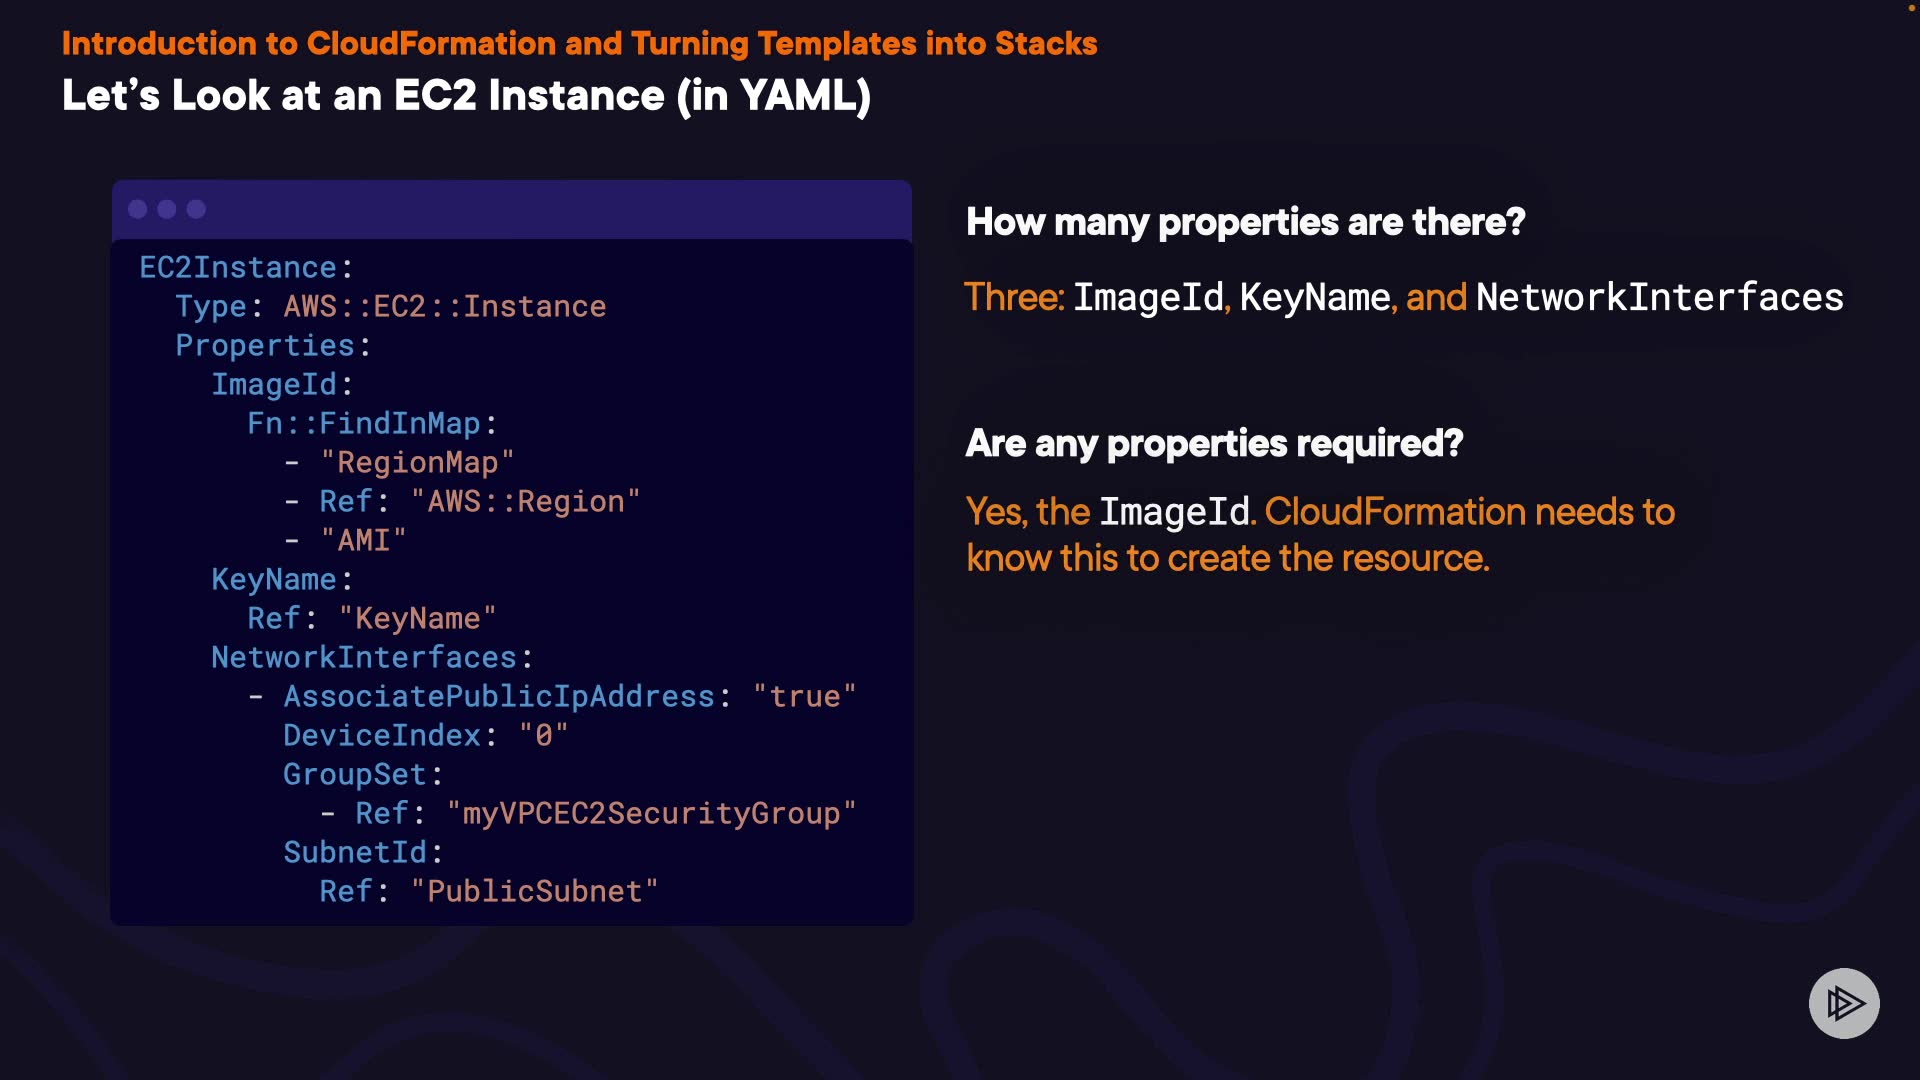 Introduction to CloudFormation and Turning Templates into Stacks
Let's Look at an EC2 Instance (in YAML)
EC2Instance:
  Type: AWS::EC2::Instance
  Properties:
    ImageId:
      Fn::FindInMap:
        - "RegionMap"
        - Ref: "AWS::Region"
        - "AMI"
    KeyName:
      Ref: "KeyName"
    NetworkInterfaces:
      - AssociatePublicIpAddress: "true"
        DeviceIndex: "0"
        GroupSet:
          - Ref: "myVPCEC2SecurityGroup"
        SubnetId:
          Ref: "PublicSubnet"
How many properties are there?
Three: ImageId, KeyName, and NetworkInterfaces
Are any properties required?
Yes, the ImageId. CloudFormation needs to
know this to create the resource.